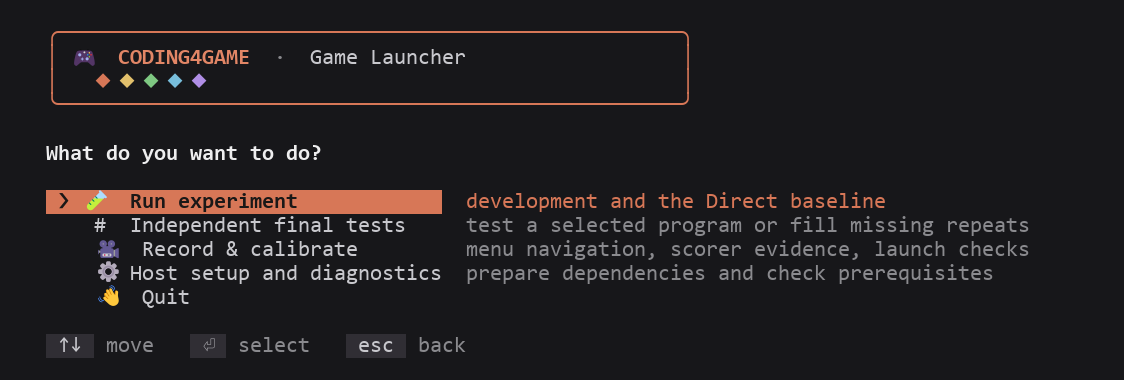 🎮 CODING4GAME · Game Launcher
What do you want to do?
❯ 🧪 Run experiment development and the Direct baseline
# Independent final tests test a selected program or fill missing repeats
🎥 Record & calibrate menu navigation, scorer evidence, launch checks
⚙ Host setup and diagnostics prepare dependencies and check prerequisites
👋 Quit
↑↓ move ⏎ select esc back